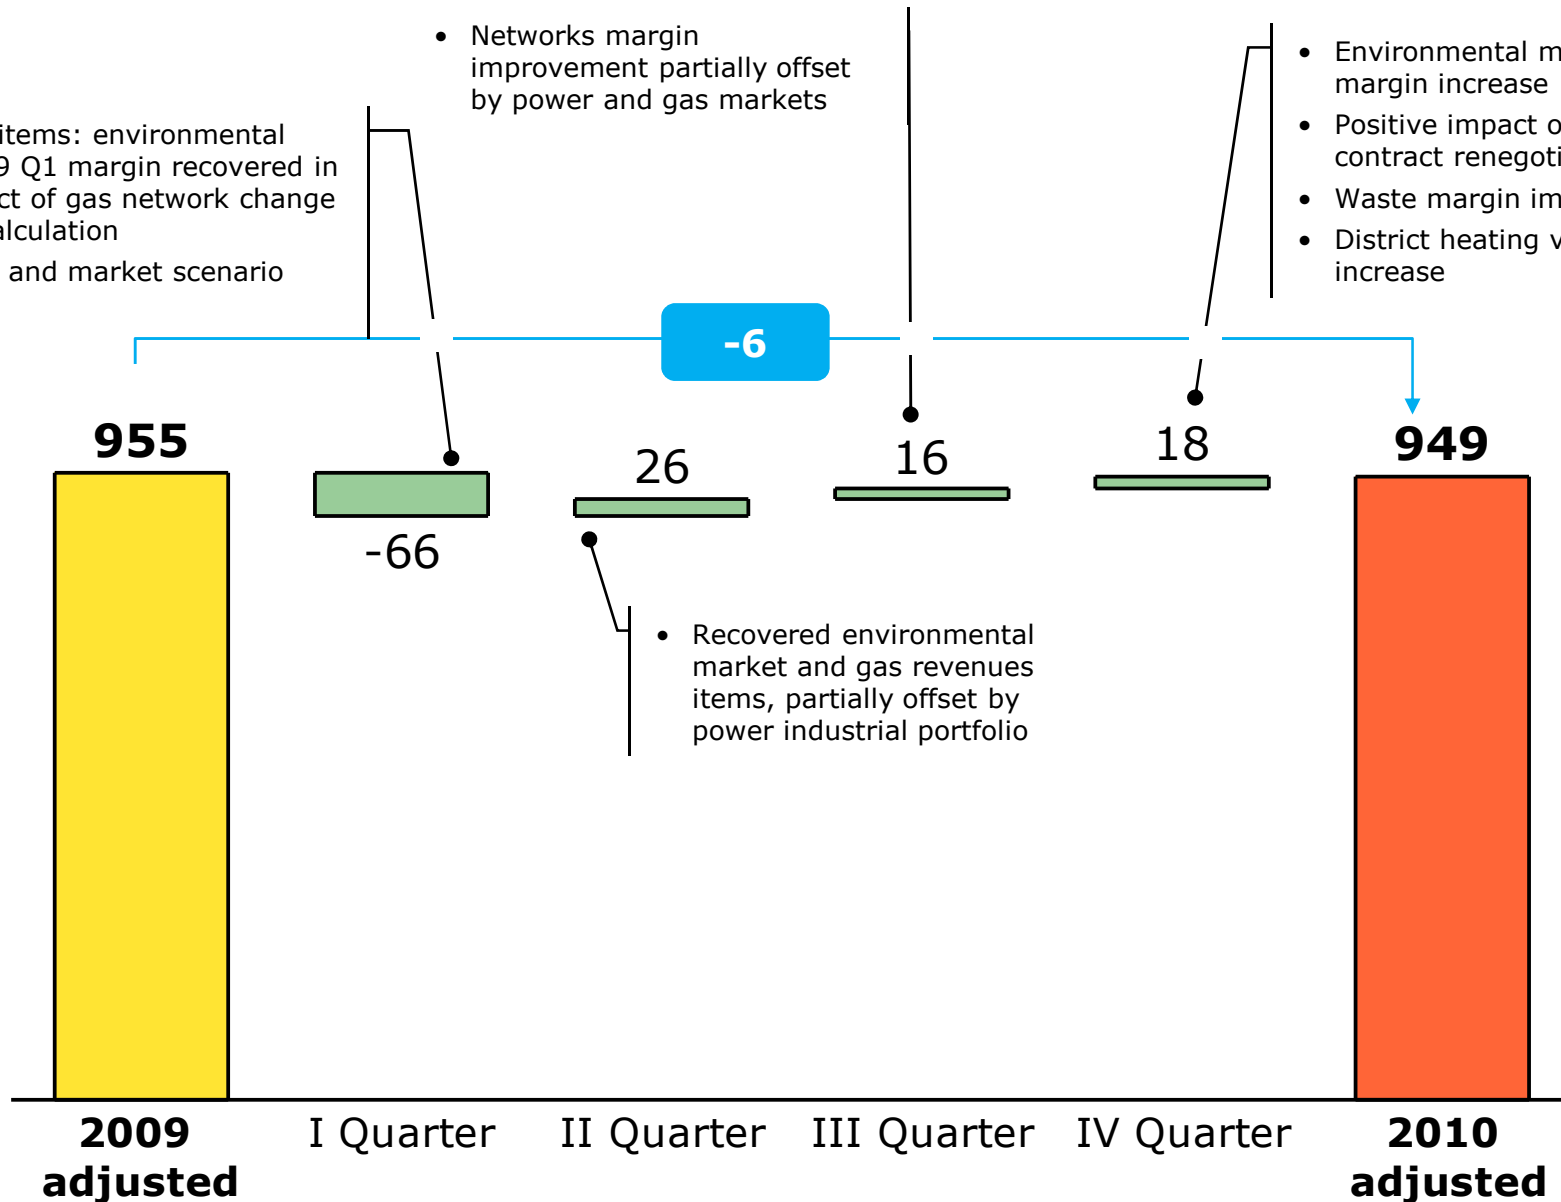 • Networks margin
improvement partially offset
by power and gas markets
items: environmental
9 Q1 margin recovered in
ct of gas network change
alculation
and market scenario
• Environmental m
margin increase
• Positive impact o
contract renegoti
• Waste margin im
• District heating v
increase
-6
955
-66
26
16
18
949
• Recovered environmental
market and gas revenues
items, partially offset by
power industrial portfolio
2009
adjusted
I Quarter
II Quarter
III Quarter
IV Quarter
2010
adjusted